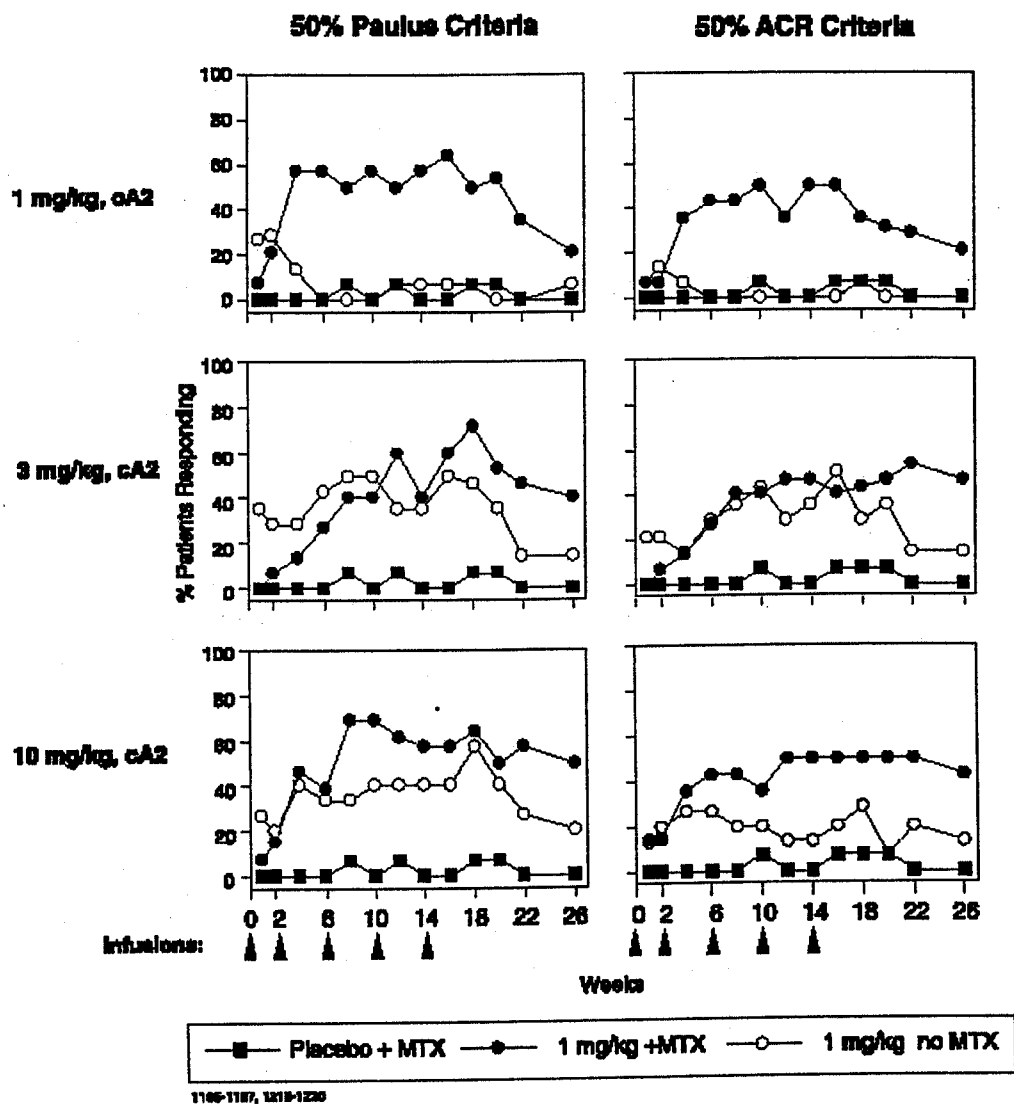 50% Paulus Criteria
50% ACR Criteria
1 mg/kg, cA2
100
80
60
40
20
0
3 mg/kg, cA2
% Patients Responding
100
80
60
40
20
0
10 mg/kg, cA2
100
80
60
40
20
0
0 2 6 10 14 18 22 26
0 2 6 10 14 18 22 26
Infusions:
Weeks
Placebo + MTX
1 mg/kg +MTX
1 mg/kg no MTX